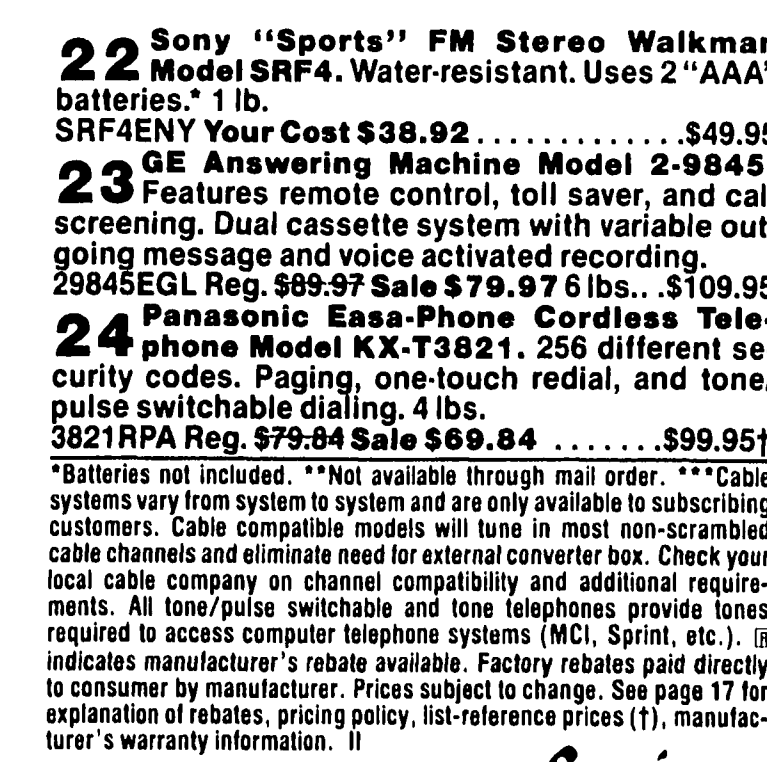 22 Sony “Sports” FM Stereo Walkman
Model SRF4. Water-resistant. Uses 2 “AAA”
batteries.* 1 lb.
SRF4ENY Your Cost $38.92..............$49.95
23 GE Answering Machine Model 2-9845
Features remote control, toll saver, and call
screening. Dual cassette system with variable out
going message and voice activated recording.
29845EGL Reg. $89.97 Sale $79.97 6 lbs.. .$109.95
24 Panasonic Easa-Phone Cordless Tele-
phone Model KX-T3821. 256 different se
curity codes. Paging, one-touch redial, and tone/
pulse switchable dialing. 4 lbs.
3821RPA Reg. $79.84 Sale $69.84 .......$99.95†
*Batteries not included. **Not available through mail order. ***Cable
systems vary from system to system and are only available to subscribing
customers. Cable compatible models will tune in most non-scrambled
cable channels and eliminate need for external converter box. Check your
local cable company on channel compatibility and additional require-
ments. All tone/pulse switchable and tone telephones provide tones
required to access computer telephone systems (MCI, Sprint, etc.). R
indicates manufacturer's rebate available. Factory rebates paid directly
to consumer by manufacturer. Prices subject to change. See page 17 for
explanation of rebates, pricing policy, list-reference prices (†), manufac-
turer's warranty information. II